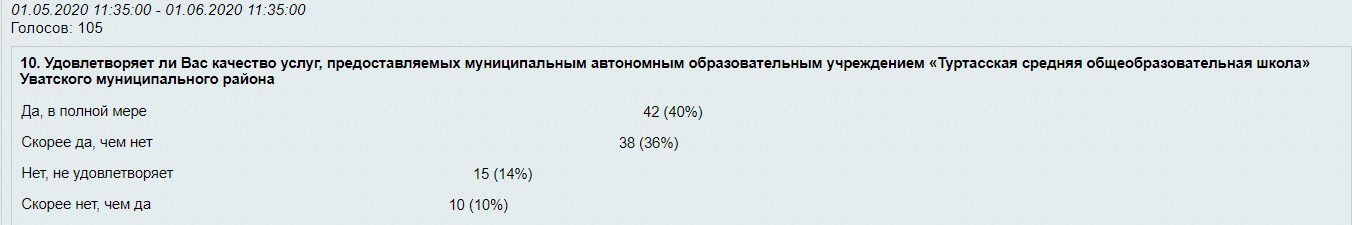 01.05.2020 11:35:00 - 01.06.2020 11:35:00
Голосов: 105
10. Удовлетворяет ли Вас качество услуг, предоставляемых муниципальным автономным образовательным учреждением «Туртасская средняя общеобразовательная школа»
Уватского муниципального района
Да, в полной мере 42 (40%)
Скорее да, чем нет 38 (36%)
Нет, не удовлетворяет 15 (14%)
Скорее нет, чем да 10 (10%)